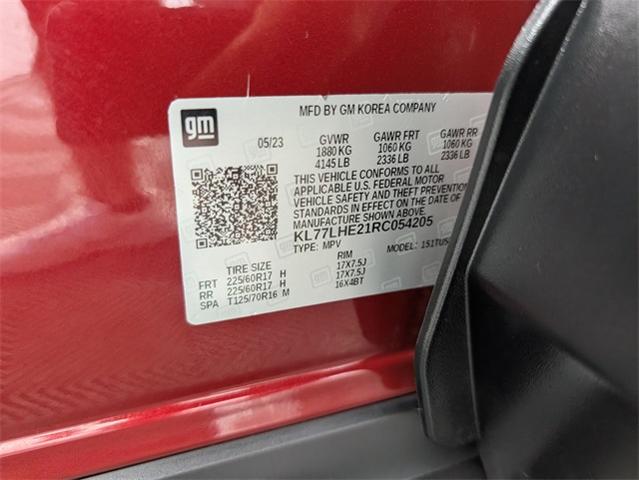 gm
MFD BY GM KOREA COMPANY
05/23 GVWR GAWR FRT GAWR RR
1880 KG 1060 KG 1060 KG
4145 LB 2336 LB 2336 LB
THIS VEHICLE CONFORMS TO ALL
APPLICABLE U.S. FEDERAL MOTOR
VEHICLE SAFETY AND THEFT PREVENTION
STANDARDS IN EFFECT ON THE DATE OF
MANUFACTURE SHOWN ABOVE.
KL77LHE21RC054205
TYPE: MPV MODEL: 1S1TUS
TIRE SIZE RIM
FRT 225/60R17 H 17X7.5J
RR 225/60R17 H 17X7.5J
SPA T125/70R16 M 16X4BT